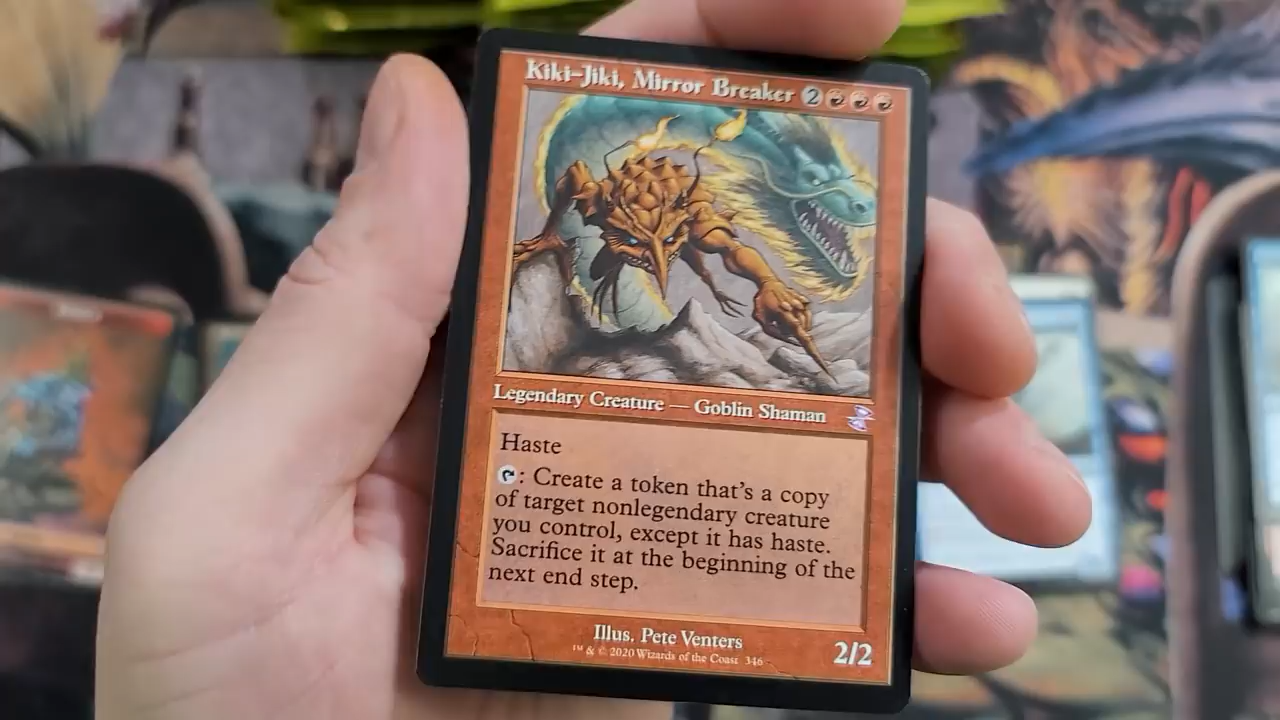 Kiki-Jiki, Mirror Breaker 2
Legendary Creature — Goblin Shaman
Haste
: Create a token that's a copy
of target nonlegendary creature
you control, except it has haste.
Sacrifice it at the beginning of the
next end step.
Illus. Pete Venters
™ & © 2020 Wizards of the Coast 346
2/2